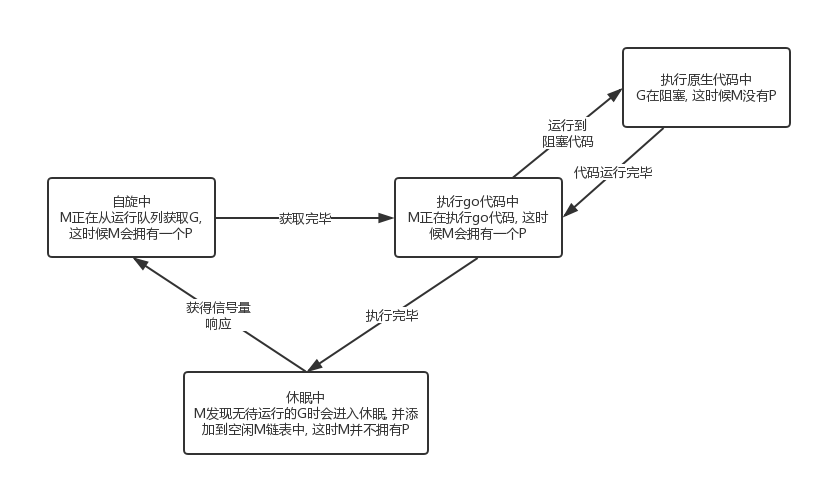 执行原生代码中
G在阻塞, 这时候M没有P
运行到
阻塞代码
代码运行完毕
自旋中
M正在从运行队列获取G,
这时候M会拥有一个P
获取完毕
执行go代码中
M正在执行go代码, 这时
候M会拥有一个P
获得信号量
响应
执行完毕
休眠中
M发现无待运行的G时会进入休眠, 并添
加到空闲M链表中, 这时M并不拥有P